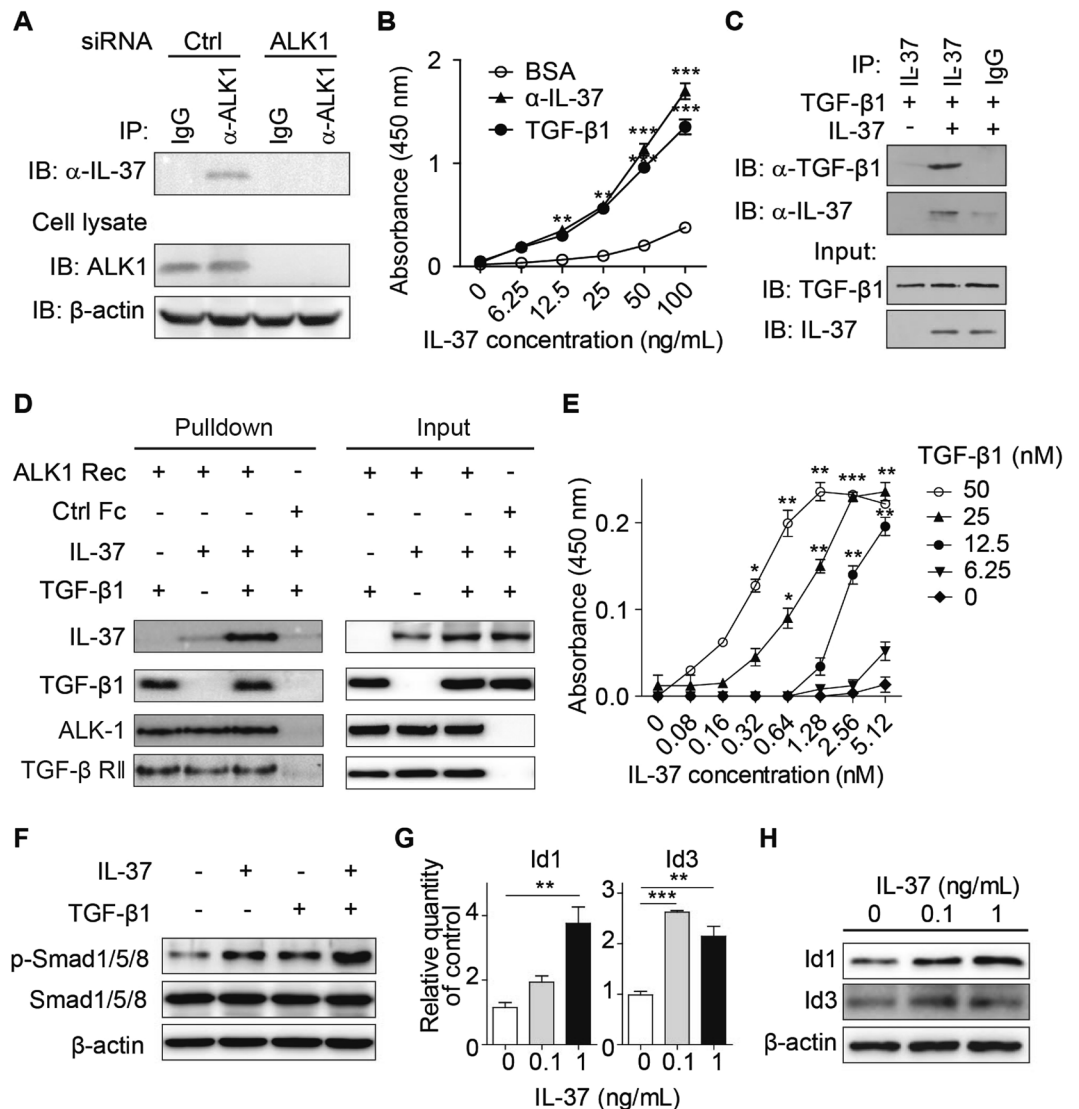 A
siRNA Ctrl ALK1
IP: IgG α-ALK1 IgG α-ALK1
IB: α-IL-37
Cell lysate
IB: ALK1
IB: β-actin
B
Absorbance (450 nm)
2
1
0
BSA
α-IL-37
TGF-β1
** ** *** *** *** ***
0 6.25 12.5 25 50 100
IL-37 concentration (ng/mL)
C
IP: IL-37 IL-37 IgG
TGF-β1 + + +
IL-37 - + +
IB: α-TGF-β1
IB: α-IL-37
Input:
IB: TGF-β1
IB: IL-37
D
Pulldown Input
ALK1 Rec + + + - + + + -
Ctrl Fc - - - + - - - +
IL-37 - + + + - + + +
TGF-β1 + - + + + - + +
IL-37
TGF-β1
ALK-1
TGF-β RII
E
Absorbance (450 nm)
0.2
0.1
0.0
* ** ** *** **
* ** **
**
TGF-β1 (nM)
50
25
12.5
6.25
0
0 0.08 0.16 0.32 0.64 1.28 2.56 5.12
IL-37 concentration (nM)
F
IL-37 - + - +
TGF-β1 - - + +
p-Smad1/5/8
Smad1/5/8
β-actin
G
Id1 Id3
Relative quantity
of control
4
2
0
**
0 0.1 1
3
2
1
0
**
***
0 0.1 1
IL-37 (ng/mL)
H
IL-37 (ng/mL)
0 0.1 1
Id1
Id3
β-actin